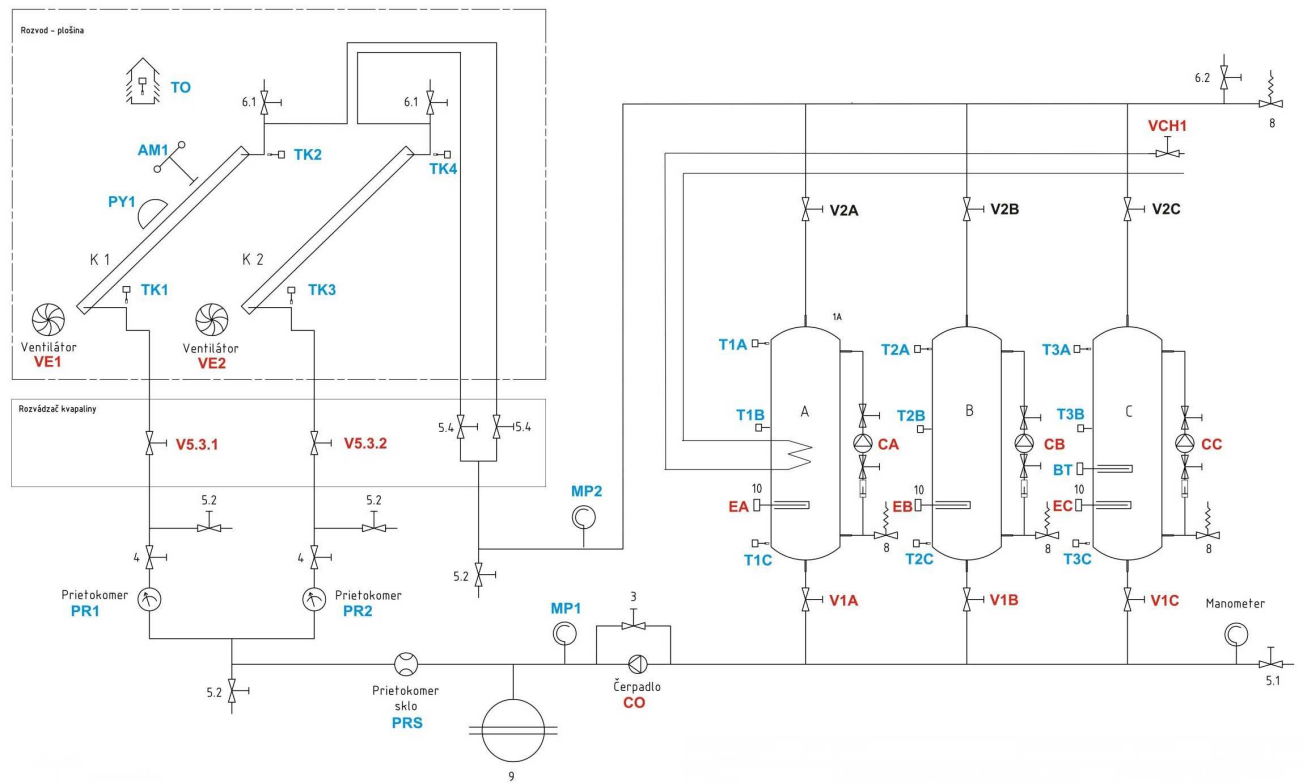 Rozvod - plošina
TO
6.1
6.1
6.2
8
AM1
VCH1
TK2
TK4
PY1
V2A
V2B
V2C
K 1
K 2
TK1
TK3
1A
Ventilátor
VE1
Ventilátor
VE2
T1A
T2A
T3A
Rozvádzač kvapaliny
T1B
A
T2B
B
T3B
C
5.4
5.4
V5.3.1
V5.3.2
CA
CB
CC
BT
MP2
10
EA
10
EB
10
EC
5.2
5.2
8
8
8
4
4
T1C
T2C
T3C
5.2
Prietokomer
PR1
Prietokomer
PR2
MP1
3
V1A
V1B
V1C
Manometer
5.2
Prietokomer
sklo
PRS
Čerpadlo
CO
5.1
9